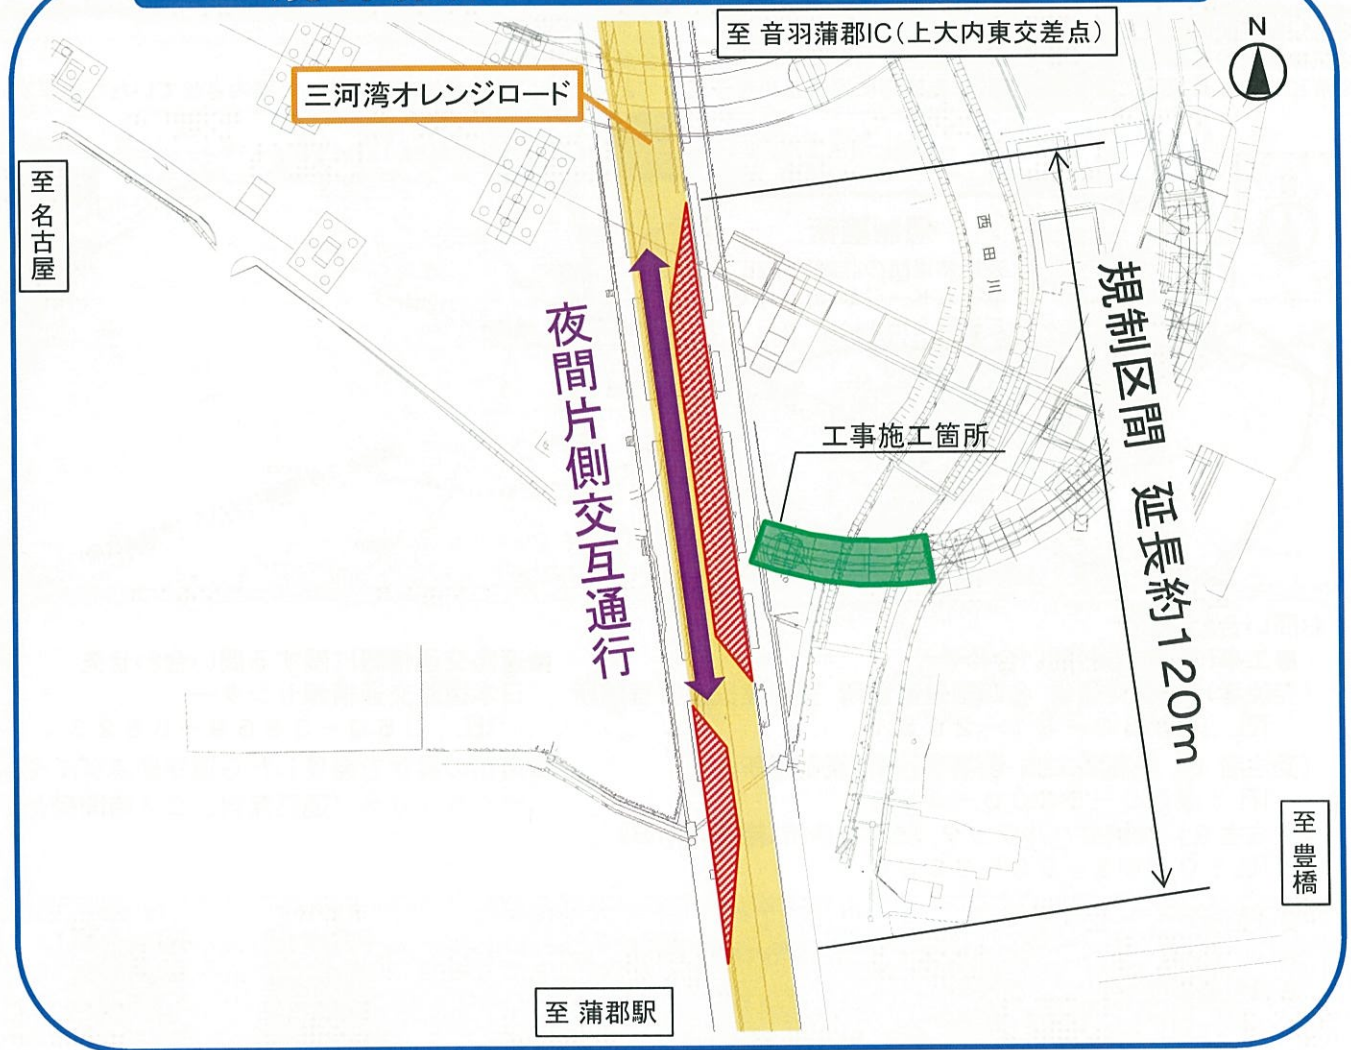 至 音羽蒲郡IC(上大内東交差点)
N
三河湾オレンジロード
至 名古屋
西田川
規制区間 延長約120m
夜間片側交互通行
工事施工箇所
至 豊橋
至 蒲郡駅